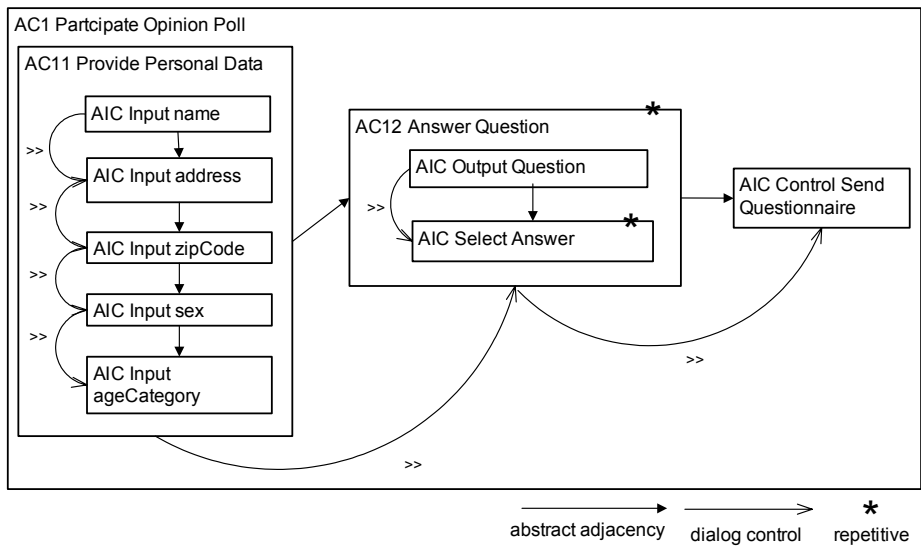 AC1 Partcipate Opinion Poll
AC11 Provide Personal Data
AIC Input name
>>
AIC Input address
>>
AIC Input zipCode
>>
AIC Input sex
>>
AIC Input
ageCategory
AC12 Answer Question
*
AIC Output Question
>>
AIC Select Answer
*
AIC Control Send
Questionnaire
>>
>>
abstract adjacency
dialog control
*
repetitive